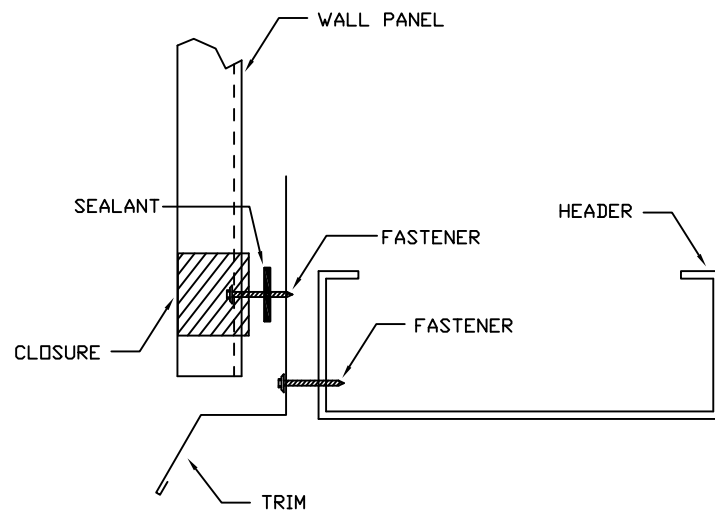 WALL PANEL
SEALANT
HEADER
FASTENER
FASTENER
CLOSURE
TRIM